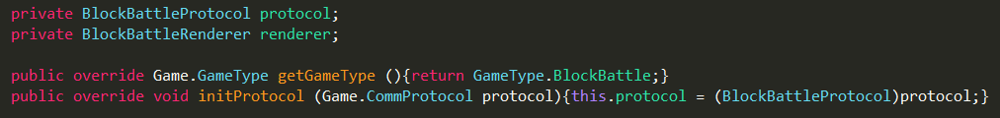 private BlockBattleProtocol protocol;
private BlockBattleRenderer renderer;
public override Game.GameType getGameType (){return GameType.BlockBattle;}
public override void initProtocol (Game.CommProtocol protocol){this.protocol = (BlockBattleProtocol)protocol;}